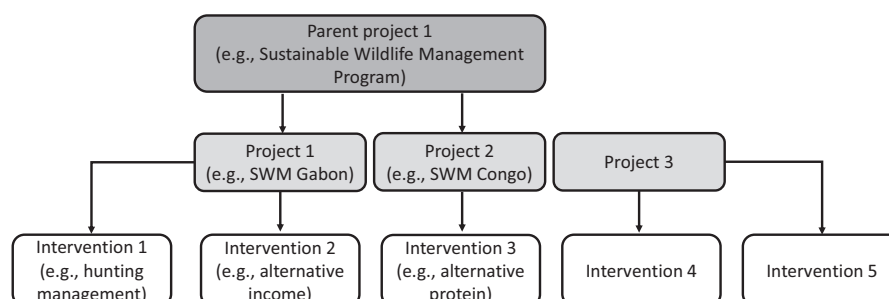 Parent project 1
(e.g., Sustainable Wildlife Management
Program)
Project 1
(e.g., SWM Gabon)
Project 2
(e.g., SWM Congo)
Project 3
Intervention 1
(e.g., hunting
management)
Intervention 2
(e.g., alternative
income)
Intervention 3
(e.g., alternative
protein)
Intervention 4
Intervention 5